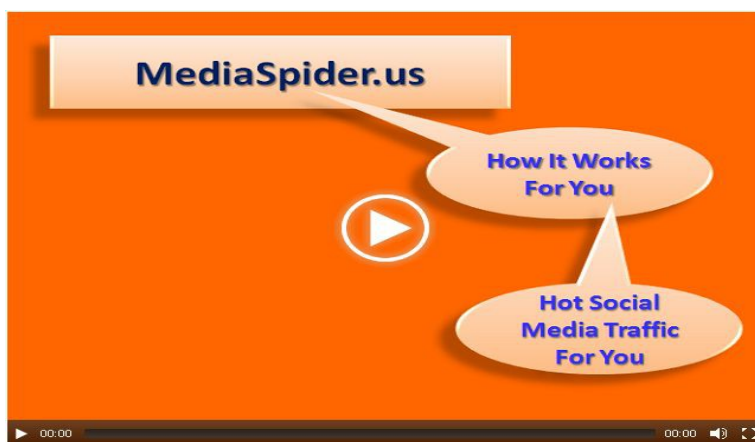 MediaSpider.us
How It Works
For You
Hot Social
Media Traffic
For You
00:00
00:00